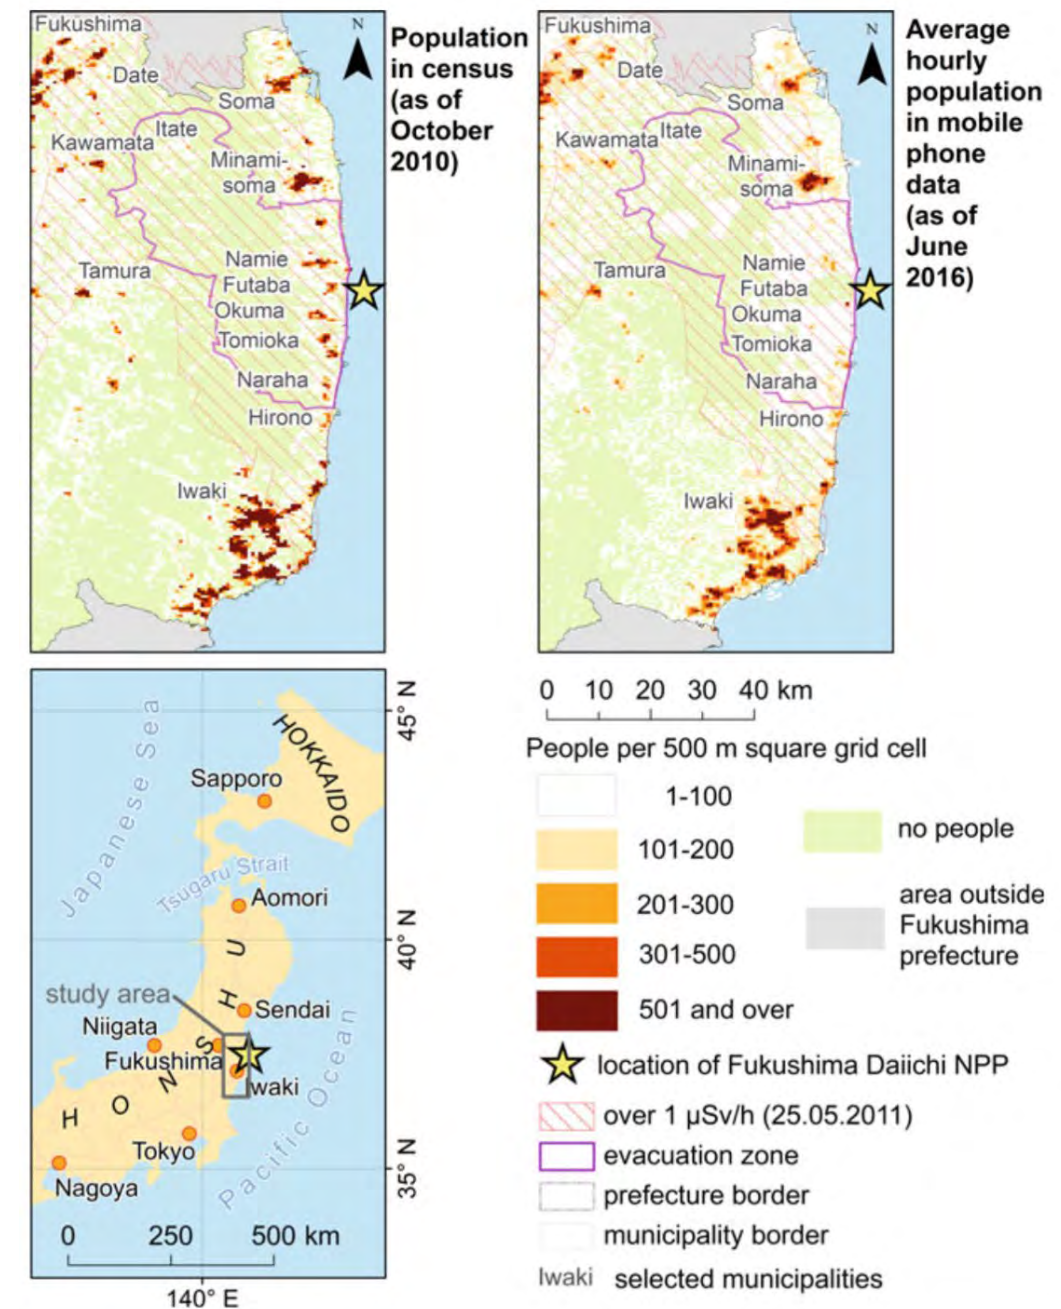 Fukushima
N
Date
Soma
Itate
Kawamata
Minami-
soma
Namie
Tamura
Futaba
Okuma
Tomioka
Naraha
Hirono
Iwaki
Population
in census
(as of
October
2010)
Fukushima
N
Date
Soma
Itate
Kawamata
Minami-
soma
Namie
Tamura
Futaba
Okuma
Tomioka
Naraha
Hirono
Iwaki
Average
hourly
population
in mobile
phone
data
(as of
June
2016)
HOKKAIDO
Sapporo
Japanese Sea
Tsugaru Strait
Aomori
HONSHU
study area
Sendai
Niigata
Fukushima
Iwaki
Tokyo
Nagoya
Pacific Ocean
0 250 500 km
45° N
40° N
35° N
140° E
0 10 20 30 40 km
People per 500 m square grid cell
1-100
101-200
201-300
301-500
501 and over
no people
area outside
Fukushima
prefecture
location of Fukushima Daiichi NPP
over 1 µSv/h (25.05.2011)
evacuation zone
prefecture border
municipality border
Iwaki selected municipalities